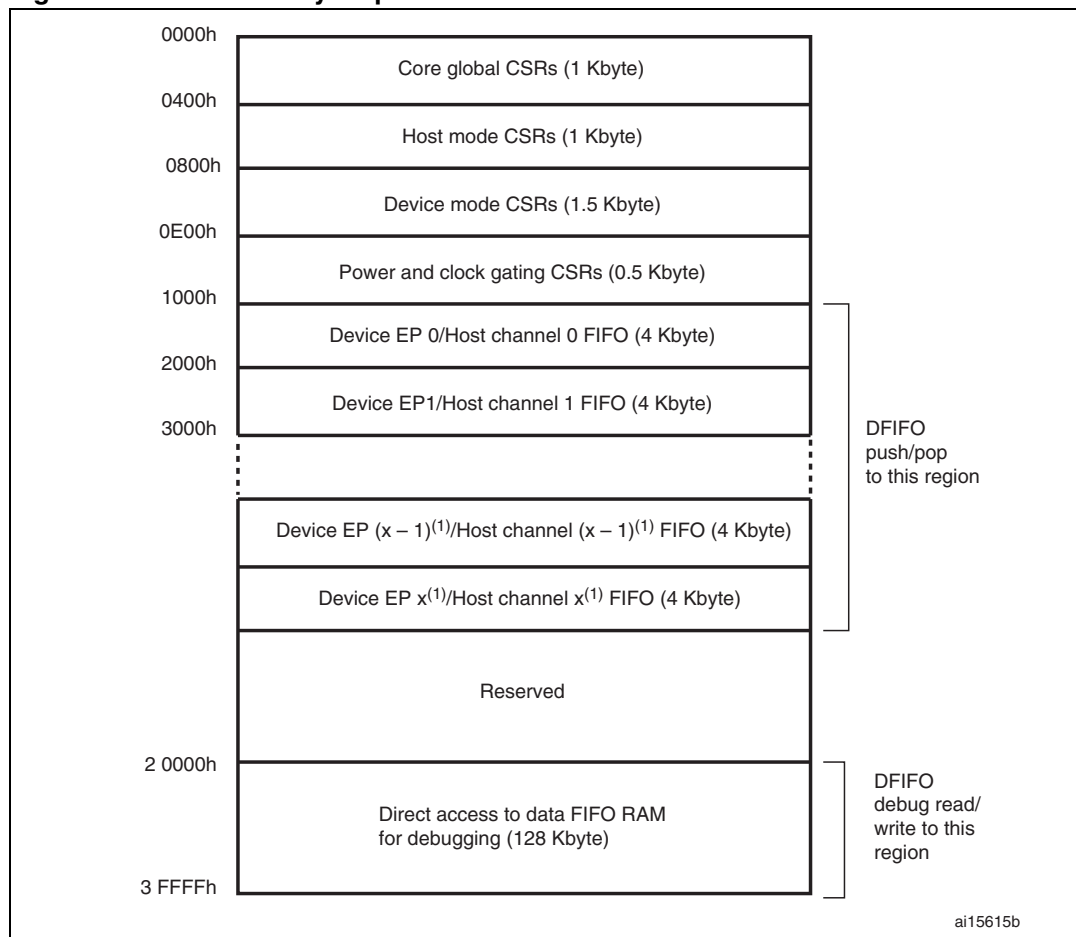 0000h
Core global CSRs (1 Kbyte)
0400h
Host mode CSRs (1 Kbyte)
0800h
Device mode CSRs (1.5 Kbyte)
0E00h
Power and clock gating CSRs (0.5 Kbyte)
1000h
Device EP 0/Host channel 0 FIFO (4 Kbyte)
2000h
Device EP1/Host channel 1 FIFO (4 Kbyte)
3000h
DFIFO
push/pop
to this region
Device EP (x – 1)(1)/Host channel (x – 1)(1) FIFO (4 Kbyte)
Device EP x(1)/Host channel x(1) FIFO (4 Kbyte)
Reserved
2 0000h
Direct access to data FIFO RAM
for debugging (128 Kbyte)
DFIFO
debug read/
write to this
region
3 FFFFh
ai15615b